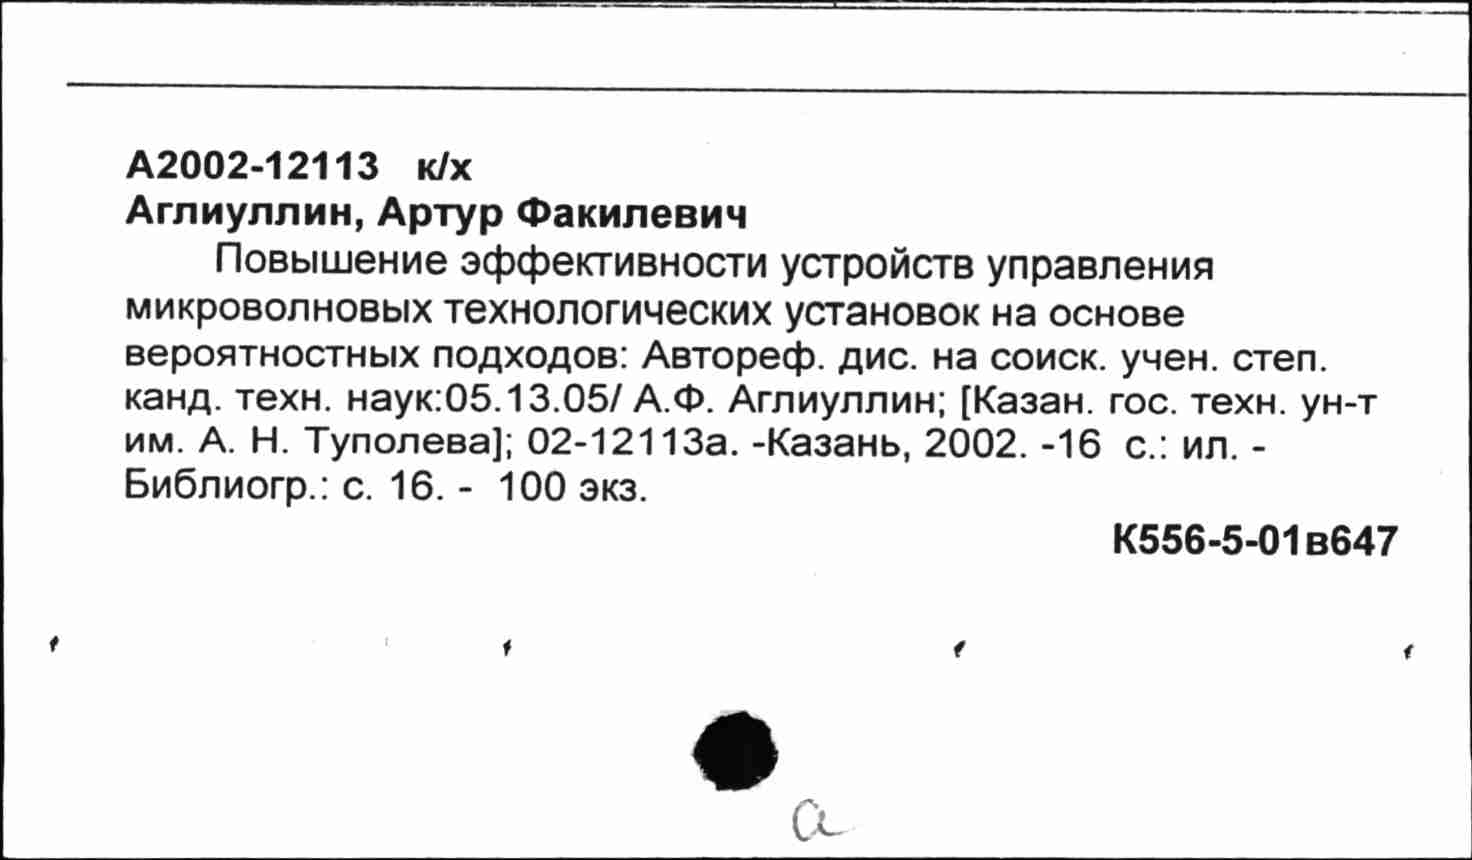 А2002-12113 к/х
Аглиуллин, Артур Факилевич
Повышение эффективности устройств управления
микроволновых технологических установок на основе
вероятностных подходов: Автореф. дис. на соиск. учен. степ.
канд. техн. наук:05.13.05/ А.Ф. Аглиуллин; [Казан. гос. техн. ун-т
им. А. Н. Туполева]; 02-12113а. -Казань, 2002. -16 с.: ил. -
Библиогр.: с. 16. - 100 экз.
К556-5-01в647
а